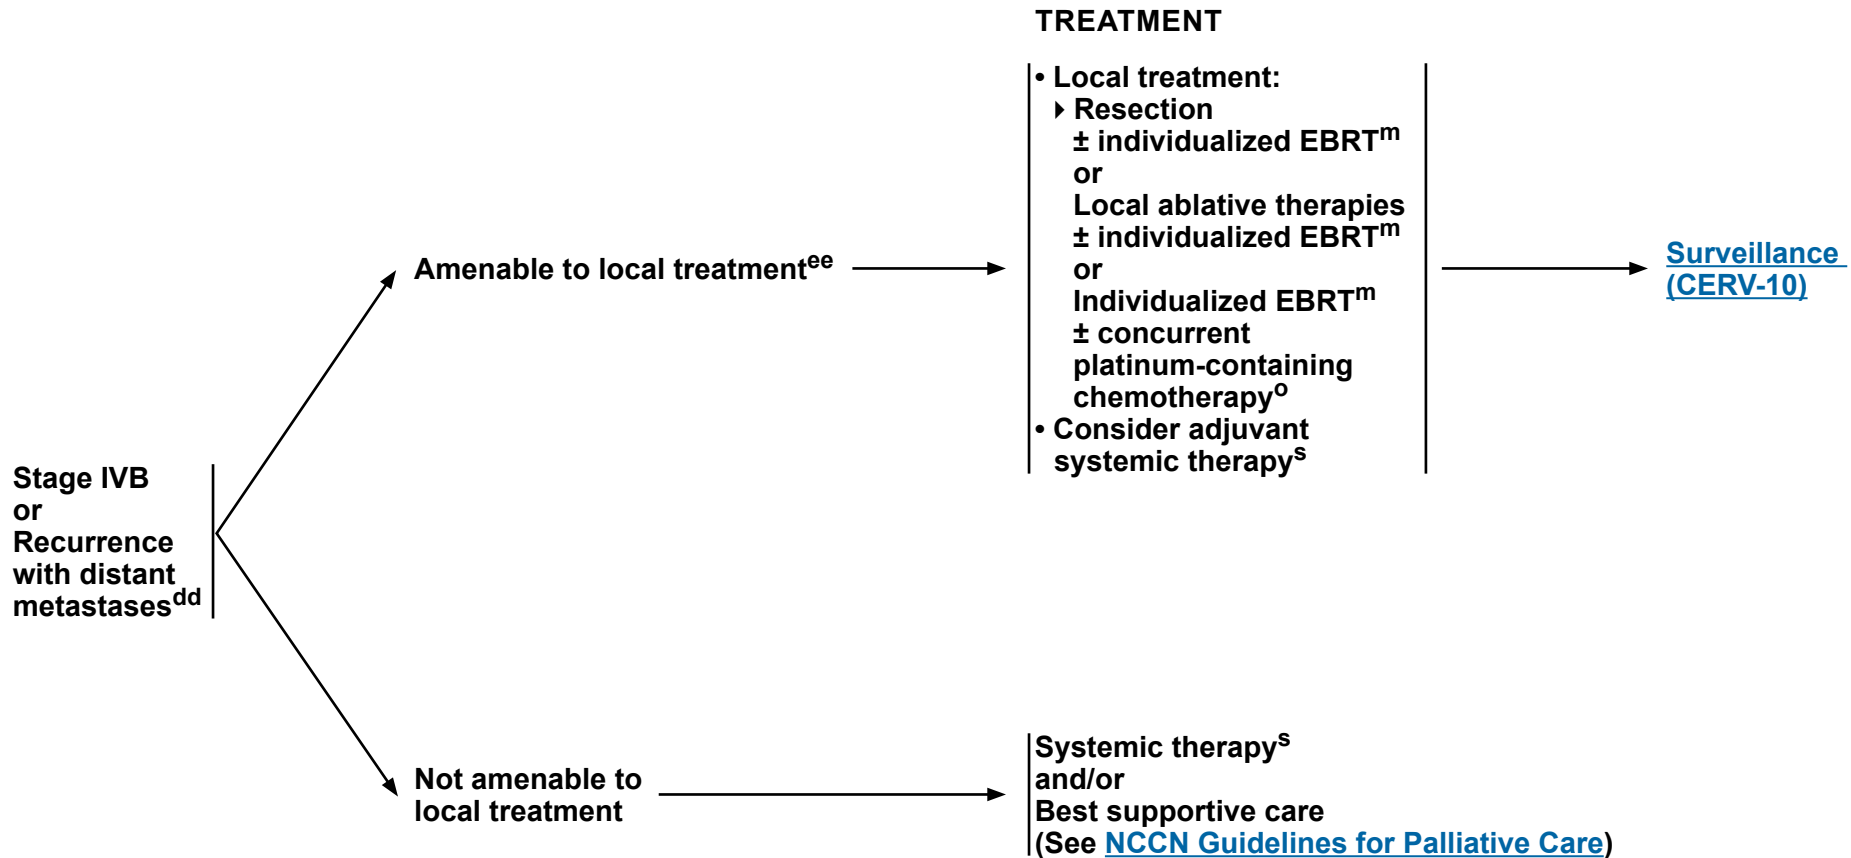 TREATMENT
• Local treatment:
▸ Resection
± individualized EBRTᵐ
or
Local ablative therapies
± individualized EBRTᵐ
or
Individualized EBRTᵐ
± concurrent
platinum-containing
chemotherapyᵒ
• Consider adjuvant
systemic therapyˢ
Amenable to local treatmentᵉᵉ
Surveillance
(CERV-10)
Stage IVB
or
Recurrence
with distant
metastasesᵈᵈ
Not amenable to
local treatment
Systemic therapyˢ
and/or
Best supportive care
(See NCCN Guidelines for Palliative Care)